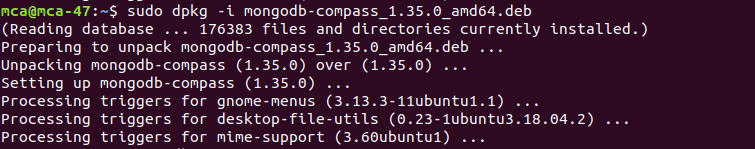 mca@mca-47:~$ sudo dpkg -i mongodb-compass_1.35.0_amd64.deb
(Reading database ... 176383 files and directories currently installed.)
Preparing to unpack mongodb-compass_1.35.0_amd64.deb ...
Unpacking mongodb-compass (1.35.0) over (1.35.0) ...
Setting up mongodb-compass (1.35.0) ...
Processing triggers for gnome-menus (3.13.3-11ubuntu1.1) ...
Processing triggers for desktop-file-utils (0.23-1ubuntu3.18.04.2) ...
Processing triggers for mime-support (3.60ubuntu1) ...